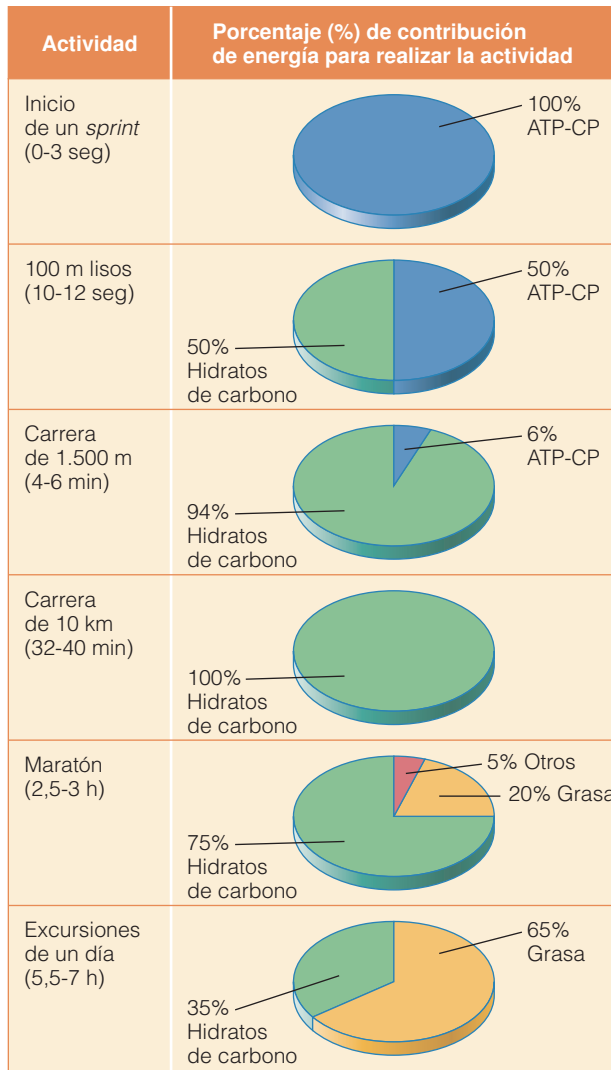 Actividad
Porcentaje (%) de contribución
de energía para realizar la actividad
Inicio
de un sprint
(0-3 seg)
100%
ATP-CP
100 m lisos
(10-12 seg)
50%
ATP-CP
50%
Hidratos
de carbono
Carrera
de 1.500 m
(4-6 min)
6%
ATP-CP
94%
Hidratos
de carbono
Carrera
de 10 km
(32-40 min)
100%
Hidratos
de carbono
Maratón
(2,5-3 h)
5% Otros
20% Grasa
75%
Hidratos
de carbono
Excursiones
de un día
(5,5-7 h)
65%
Grasa
35%
Hidratos
de carbono